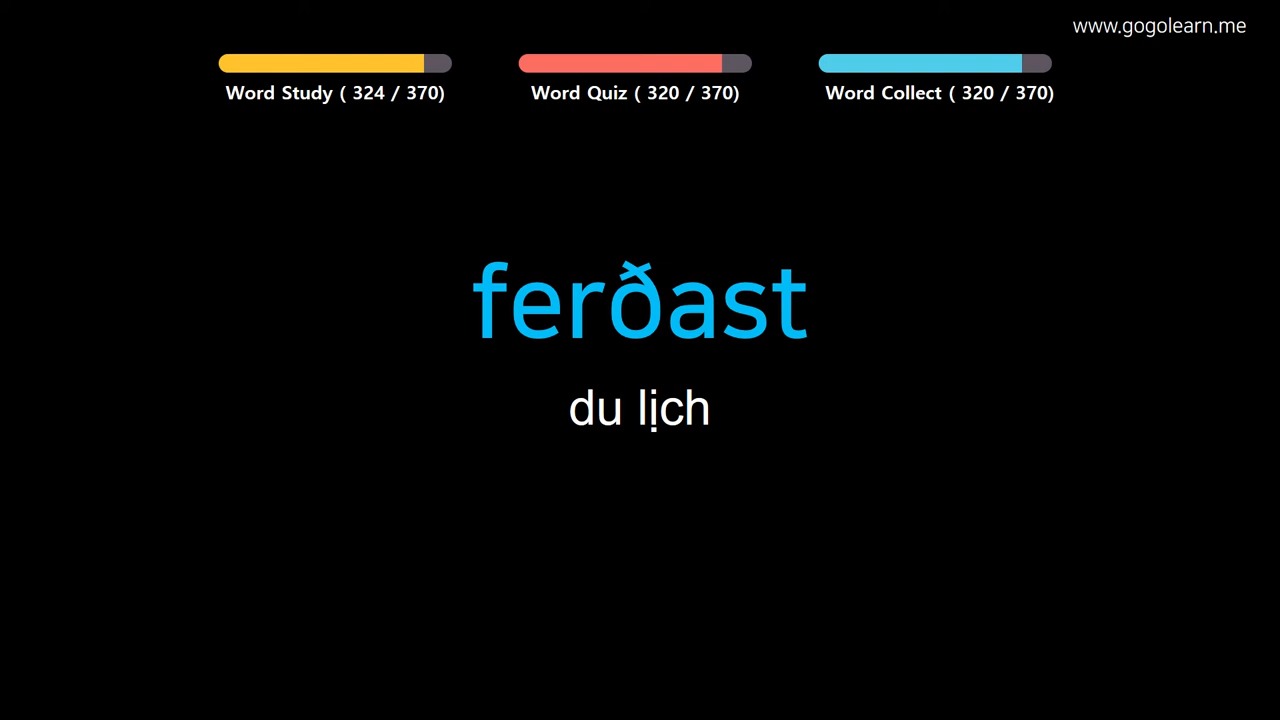 www.gogolearn.me
Word Study ( 324 / 370)
Word Quiz ( 320 / 370)
Word Collect ( 320 / 370)
ferðast
du lịch